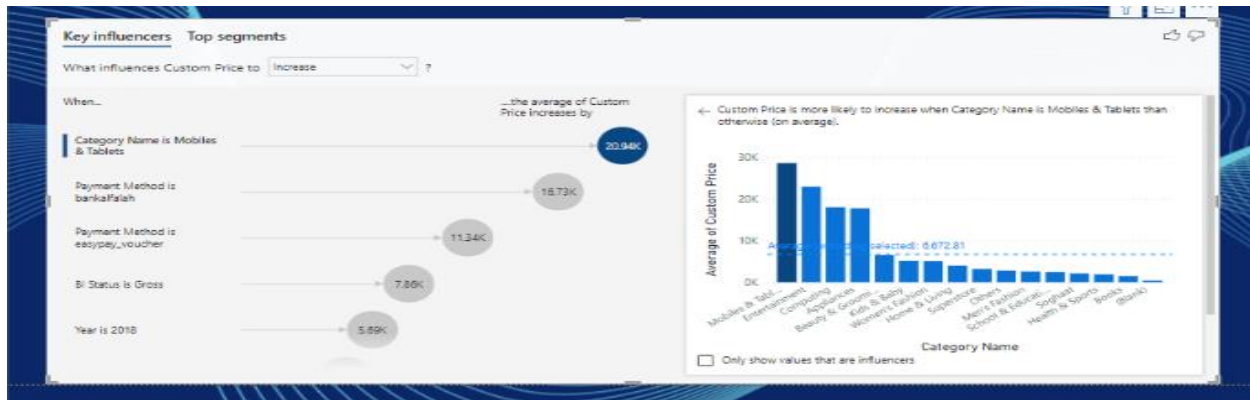 Key influencers Top segments
What influences Custom Price to Increase ?
When...
...the average of Custom
Price increases by
Category Name is Mobiles
& Tablets
20.94K
Payment Method is
bankalfalah
16.73K
Payment Method is
easypay_voucher
11.34K
BI Status is Gross
7.86K
Year is 2018
5.69K
← Custom Price is more likely to increase when Category Name is Mobiles & Tablets than
otherwise (on average).
Average of Custom Price
30K
20K
10K
0K
selected): 6,672.81
Mobiles & Tabl...
Entertainment
Computing
Appliances
Beauty & Groomi...
Kids & Baby
Women's Fashion
Home & Living
Superstore
Others
Men's Fashion
School & Educati...
Soghaat
Health & Sports
Books
(Blank)
Category Name
Only show values that are influencers